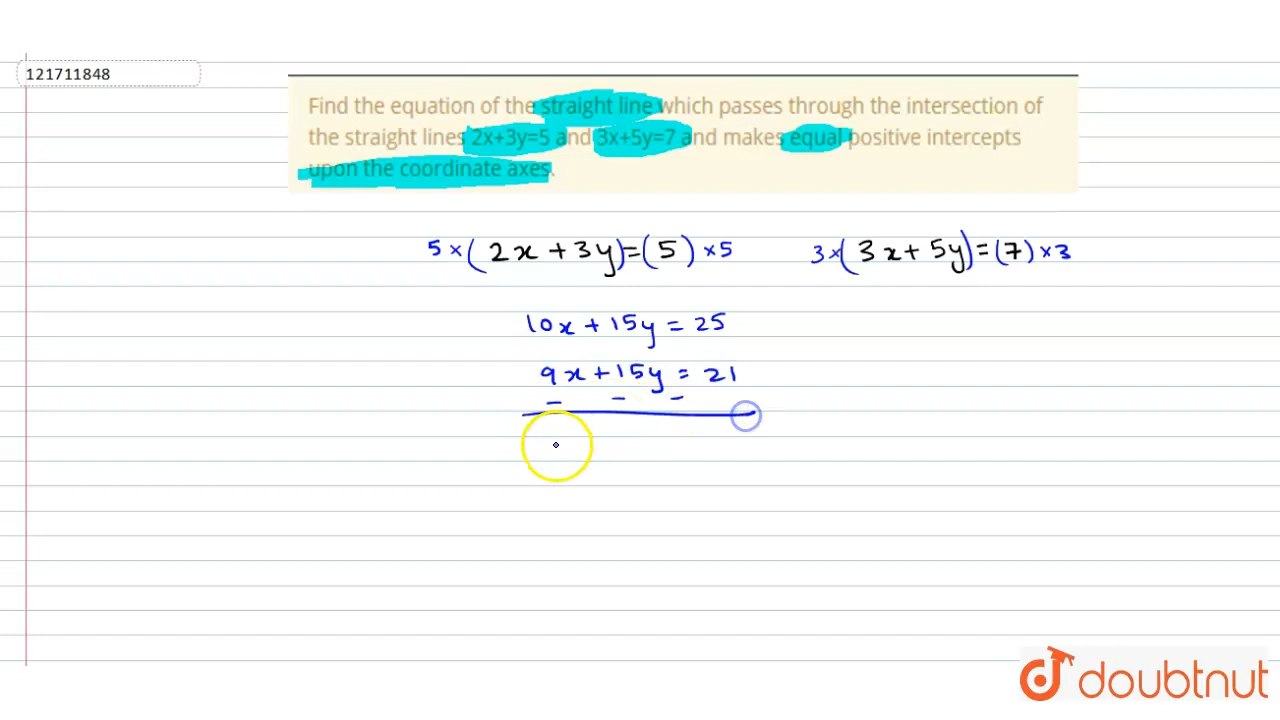 121711848
Find the equation of the straight line which passes through the intersection of
the straight lines 2x+3y=5 and 3x+5y=7 and makes equal positive intercepts
upon the coordinate axes.
5 × (2x + 3y) = (5) × 5 3 × (3x + 5y) = (7) × 3
10x + 15y = 25
9x + 15y = 21
− − −
doubtnut